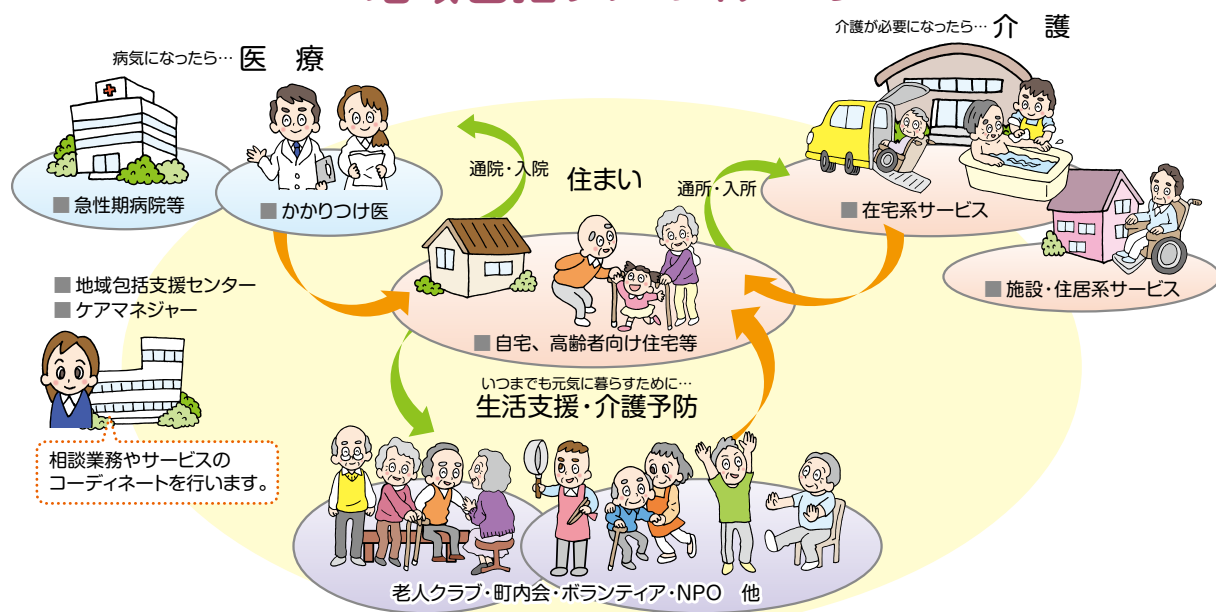 病気になったら…医 療
介護が必要になったら…介 護
通院・入院
住まい
通所・入所
■急性期病院等
■かかりつけ医
■在宅系サービス
■地域包括支援センター
■ケアマネジャー
■施設・住居系サービス
■自宅、高齢者向け住宅等
いつまでも元気に暮らすために…
生活支援・介護予防
相談業務やサービスの
コーディネートを行います。
老人クラブ・町内会・ボランティア・NPO 他